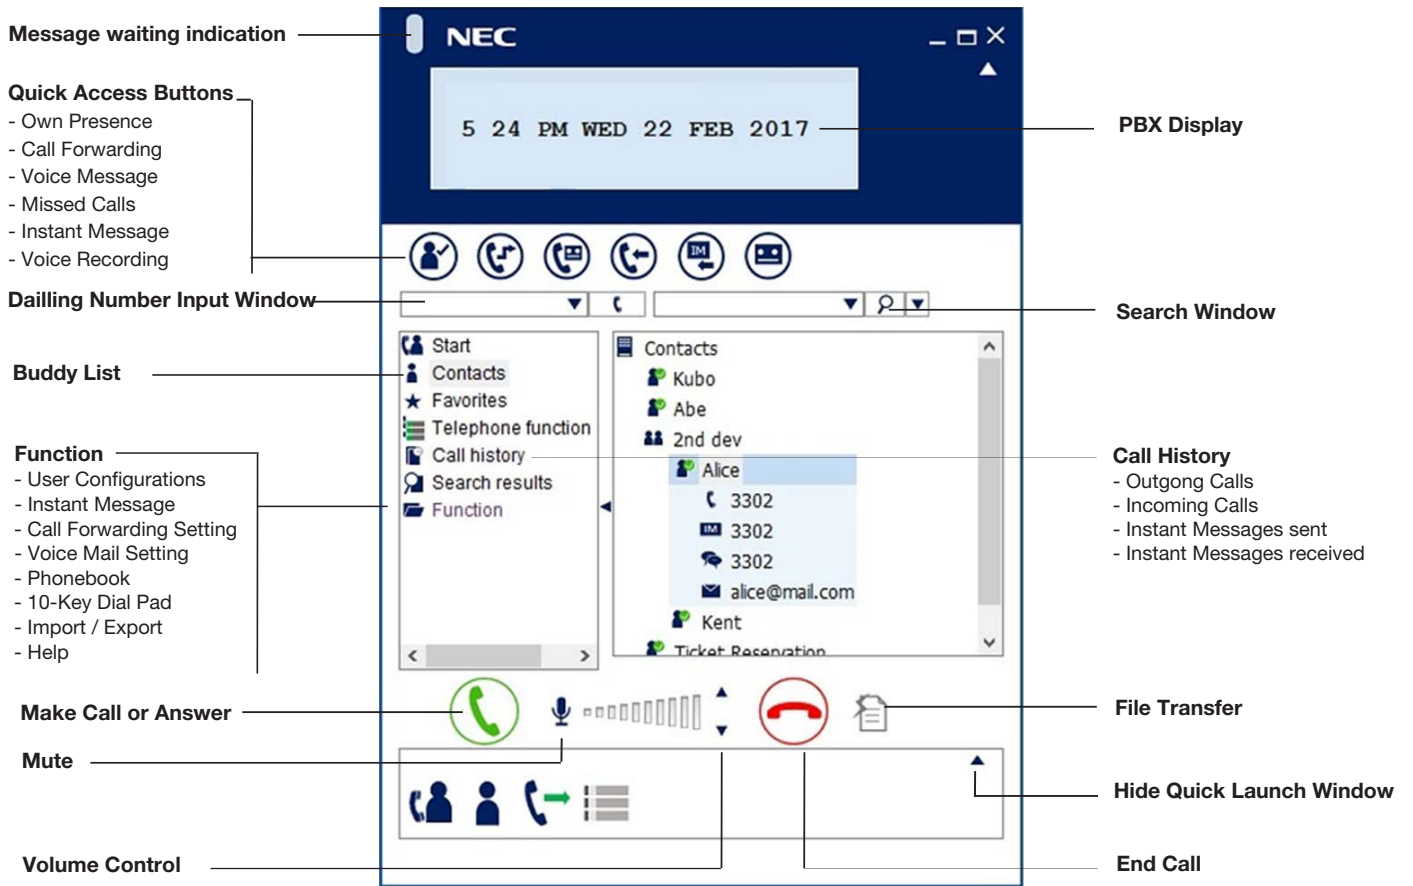 Message waiting indication
Quick Access Buttons
- Own Presence
- Call Forwarding
- Voice Message
- Missed Calls
- Instant Message
- Voice Recording
Dailling Number Input Window
Buddy List
Function
- User Configurations
- Instant Message
- Call Forwarding Setting
- Voice Mail Setting
- Phonebook
- 10-Key Dial Pad
- Import / Export
- Help
Make Call or Answer
Mute
Volume Control
NEC
5 24 PM WED 22 FEB 2017
IM
Start
Contacts
Favorites
Telephone function
Call history
Search results
Function
Contacts
Kubo
Abe
2nd dev
Alice
3302
IM 3302
3302
alice@mail.com
Kent
Ticket Reservation
PBX Display
Search Window
Call History
- Outgong Calls
- Incoming Calls
- Instant Messages sent
- Instant Messages received
File Transfer
Hide Quick Launch Window
End Call